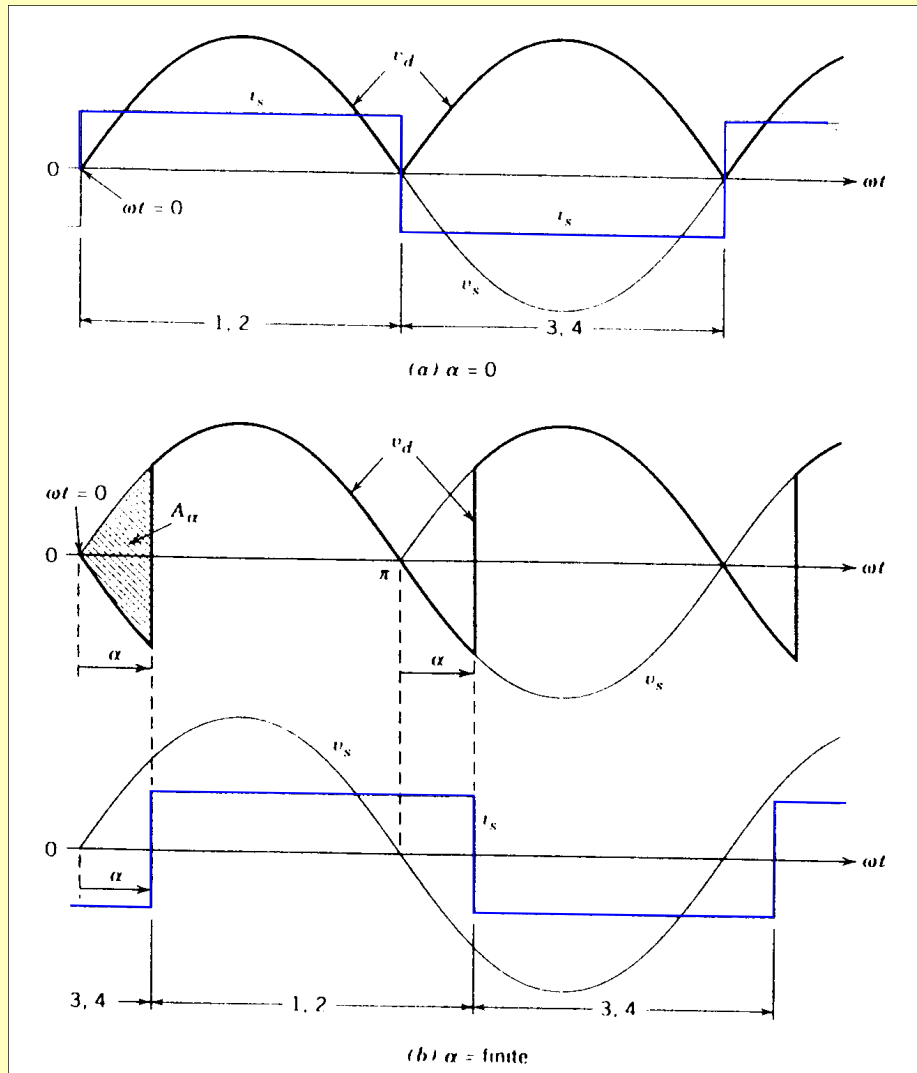 v_d
i_s
0
ωt
ωt = 0
i_s
v_s
1, 2
3, 4
(a) α = 0
v_d
ωt = 0
A_α
0
π
ωt
α
α
v_s
v_s
i_s
0
ωt
α
3, 4
1, 2
3, 4
(b) α = finite